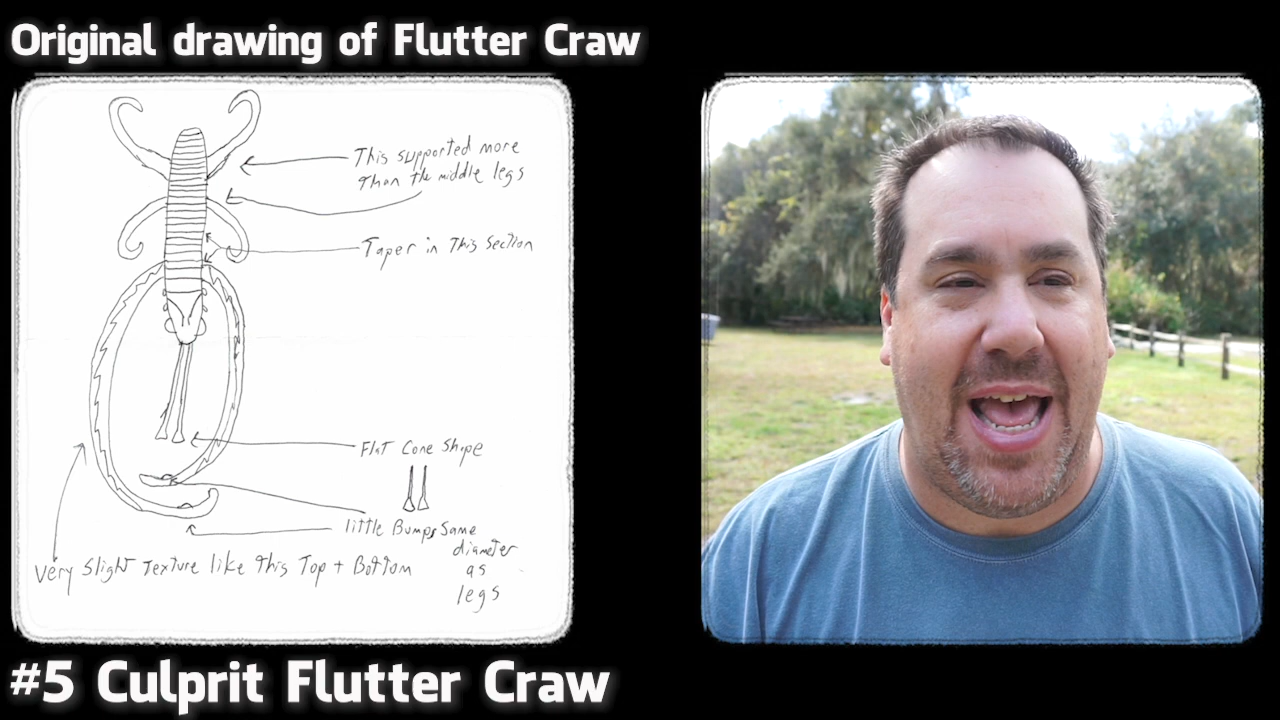 Original drawing of Flutter Craw
This supported more
Than the middle legs
Taper in This Section
Flat Cone Shape
little Bumps Same
diameter
as
legs
Very Slight Texture like This Top + Bottom
#5 Culprit Flutter Craw